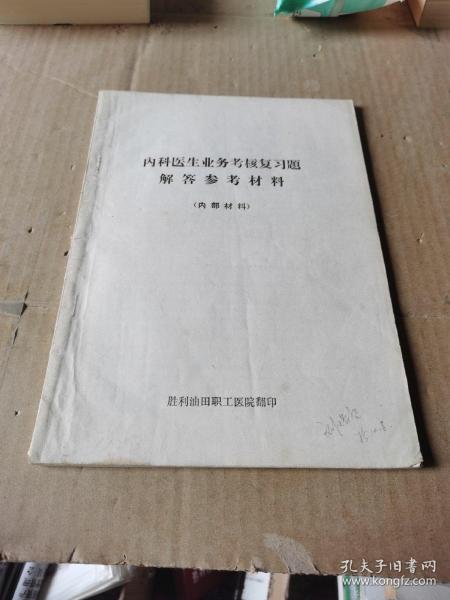 内科医生业务考核复习题
解答参考材料
(内部材料)
胜利油田职工医院翻印
孔夫子旧书网
www.kongfz.com